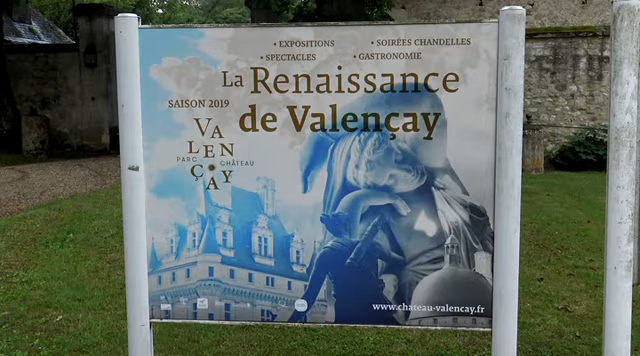 • EXPOSITIONS • SOIRÉES CHANDELLES
• SPECTACLES • GASTRONOMIE
La Renaissance
de Valençay
SAISON 2019
VA
LEN
PARC CHÂTEAU
ÇAY
www.chateau-valencay.fr